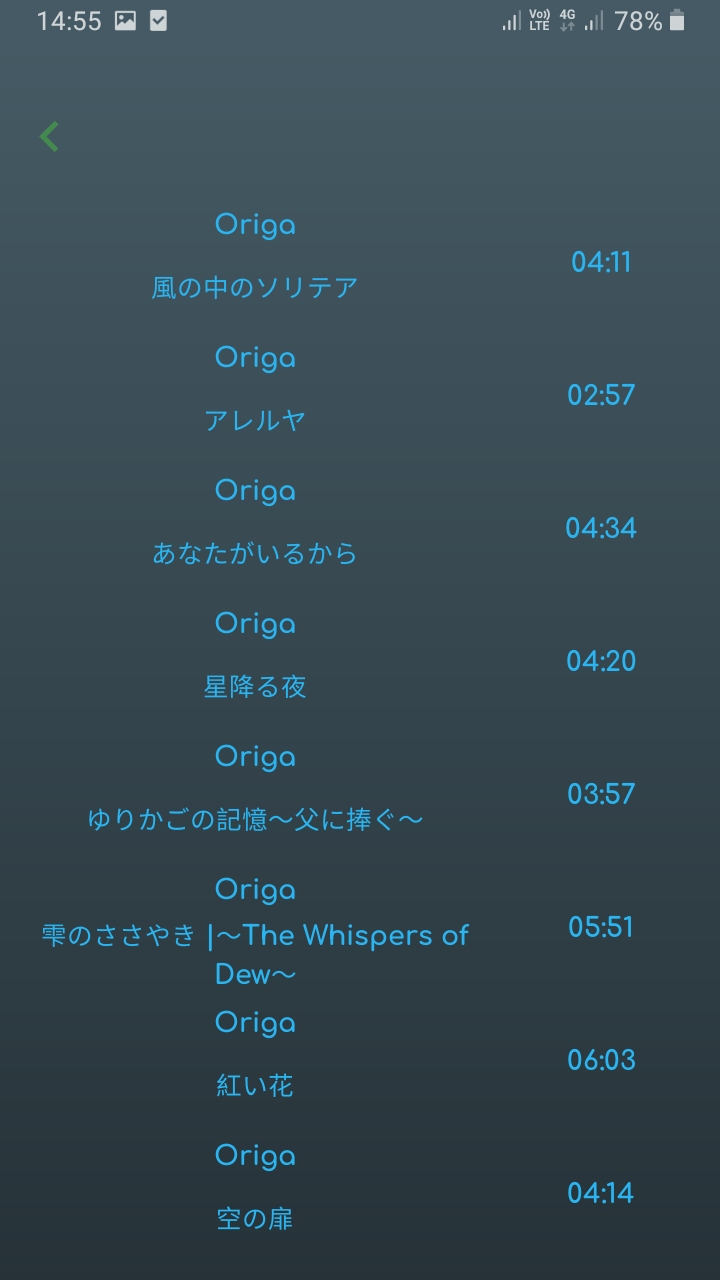 14:55 Vo)) LTE 4G 78%
Origa
風の中のソリテア
04:11
Origa
アレルヤ
02:57
Origa
あなたがいるから
04:34
Origa
星降る夜
04:20
Origa
ゆりかごの記憶〜父に捧ぐ〜
03:57
Origa
雫のささやき |〜The Whispers of
Dew〜
05:51
Origa
紅い花
06:03
Origa
空の扉
04:14